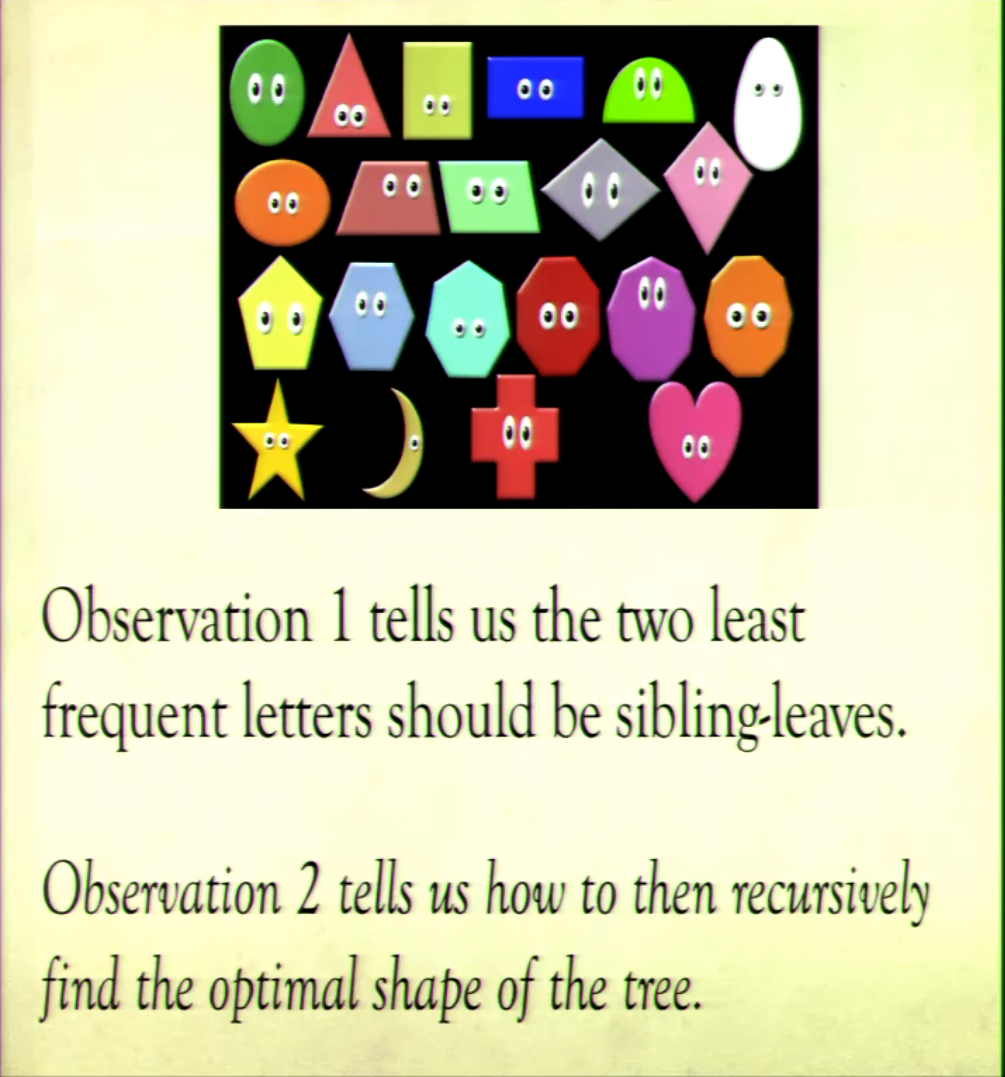 Observation 1 tells us the two least
frequent letters should be sibling-leaves.
Observation 2 tells us how to then recursively
find the optimal shape of the tree.